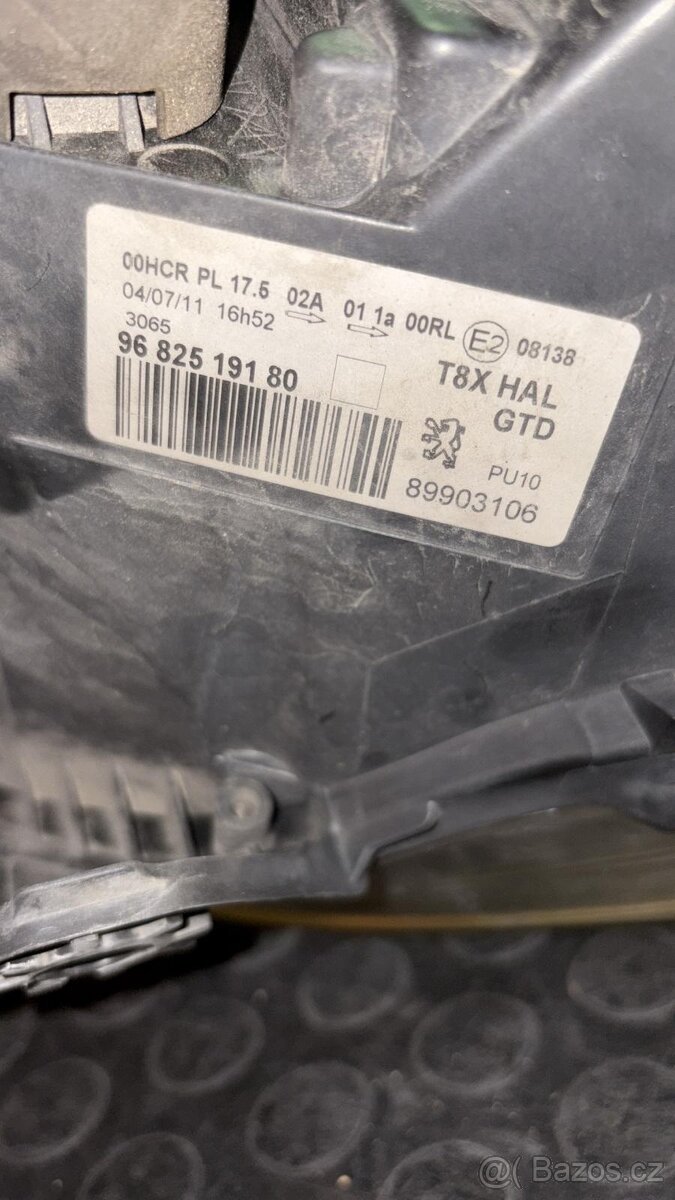 00HCR PL 17.5 02A 01 1a 00RL E2 08138
04/07/11 16h52
3065
96 825 191 80
T8X HAL
GTD
PU10
89903106
@( Bazos.cz